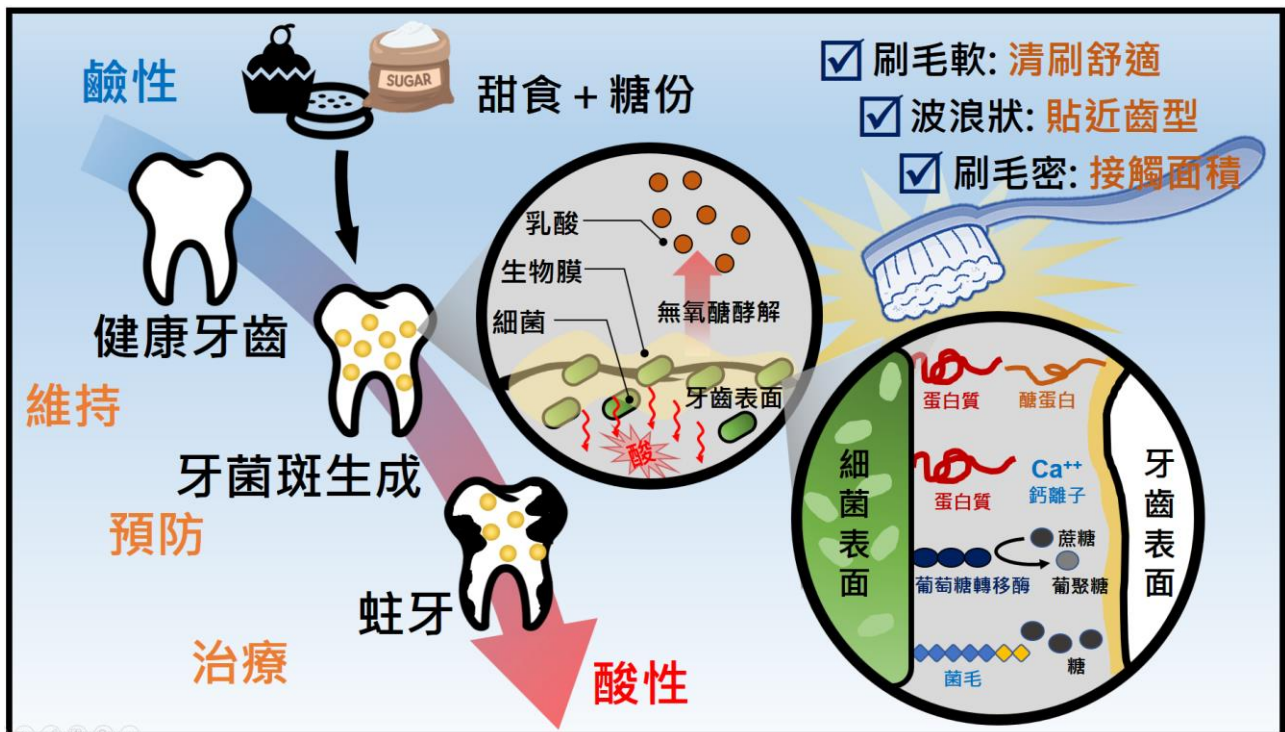 鹼性
SUGAR
甜食 + 糖份
健康牙齒
維持
牙菌斑生成
預防
蛀牙
治療
酸性
乳酸
生物膜
細菌
無氧醣酵解
牙齒表面
酸
☑ 刷毛軟: 清刷舒適
☑ 波浪狀: 貼近齒型
☑ 刷毛密: 接觸面積
細菌表面
蛋白質
醣蛋白
蛋白質
Ca⁺⁺
鈣離子
蔗糖
葡萄糖轉移酶
葡聚糖
菌毛
糖
牙齒表面